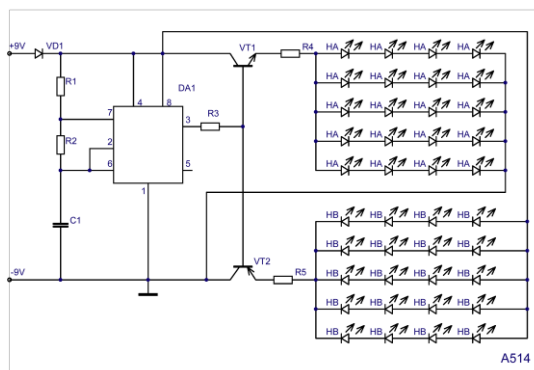 +9V VD1 VT1 R4 HA HA HA HA
R1 DA1 HA HA HA HA
4 8
7 3 R3 HA HA HA HA
R2 2 HA HA HA HA
6 5 HA HA HA HA
1
C1 HB HB HB HB
HB HB HB HB
-9V VT2 R5 HB HB HB HB
HB HB HB HB
HB HB HB HB
A514